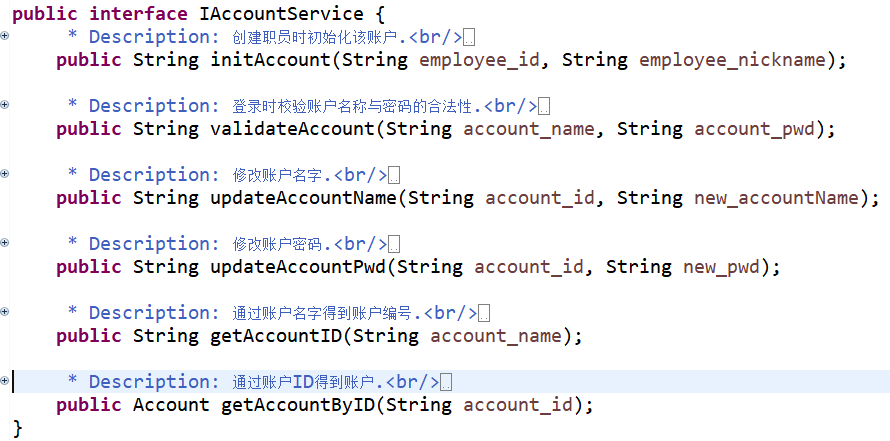 public interface IAccountService {
* Description: 创建职员时初始化该账户.<br/>
public String initAccount(String employee_id, String employee_nickname);
* Description: 登录时校验账户名称与密码的合法性.<br/>
public String validateAccount(String account_name, String account_pwd);
* Description: 修改账户名字.<br/>
public String updateAccountName(String account_id, String new_accountName);
* Description: 修改账户密码.<br/>
public String updateAccountPwd(String account_id, String new_pwd);
* Description: 通过账户名字得到账户编号.<br/>
public String getAccountID(String account_name);
* Description: 通过账户ID得到账户.<br/>
public Account getAccountByID(String account_id);
}